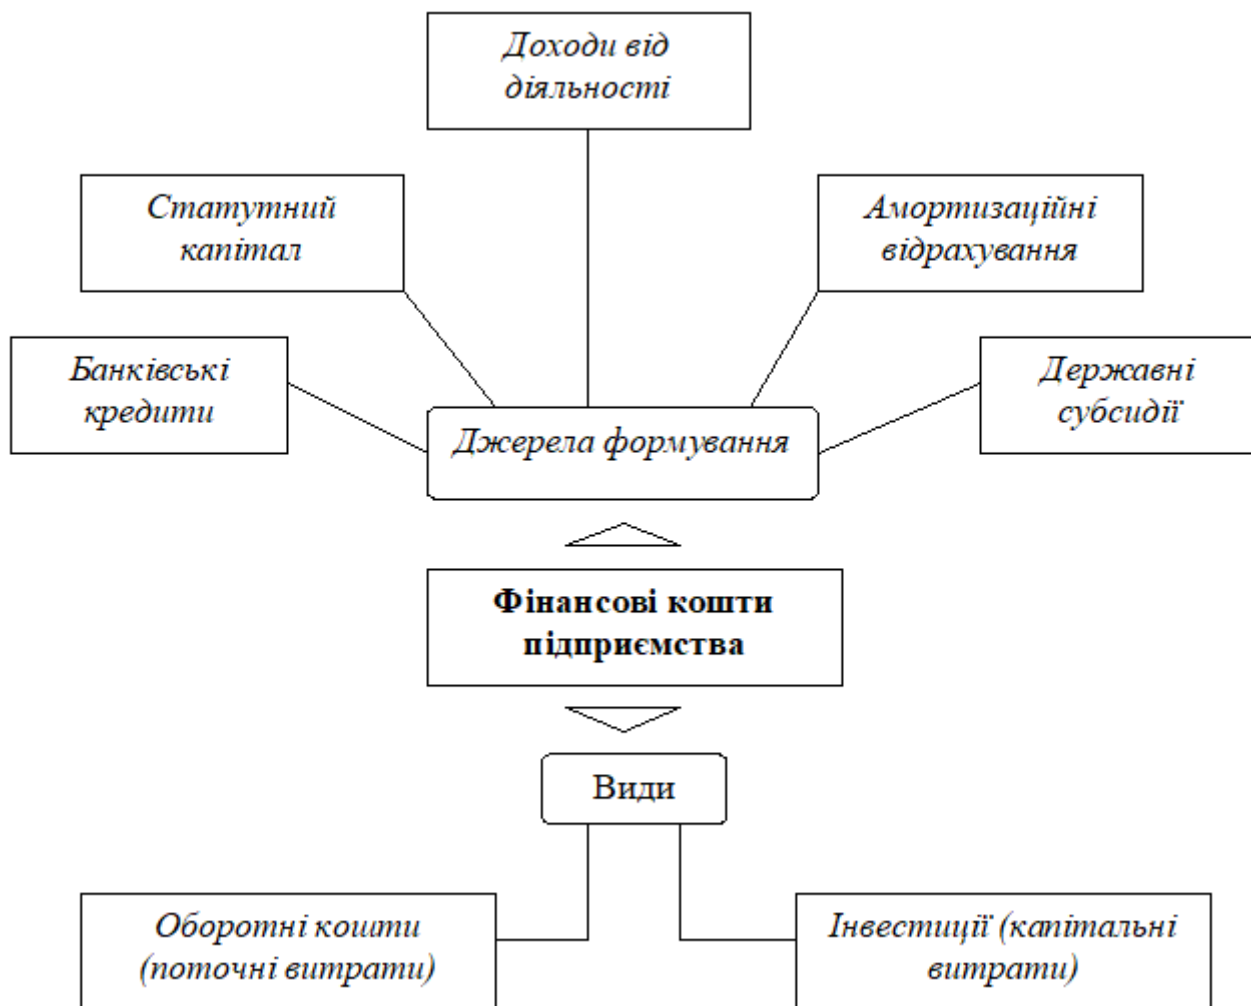 Доходи від
діяльності
Статутний
капітал
Амортизаційні
відрахування
Банківські
кредити
Державні
субсидії
Джерела формування
Фінансові кошти
підприємства
Види
Оборотні кошти
(поточні витрати)
Інвестиції (капітальні
витрати)